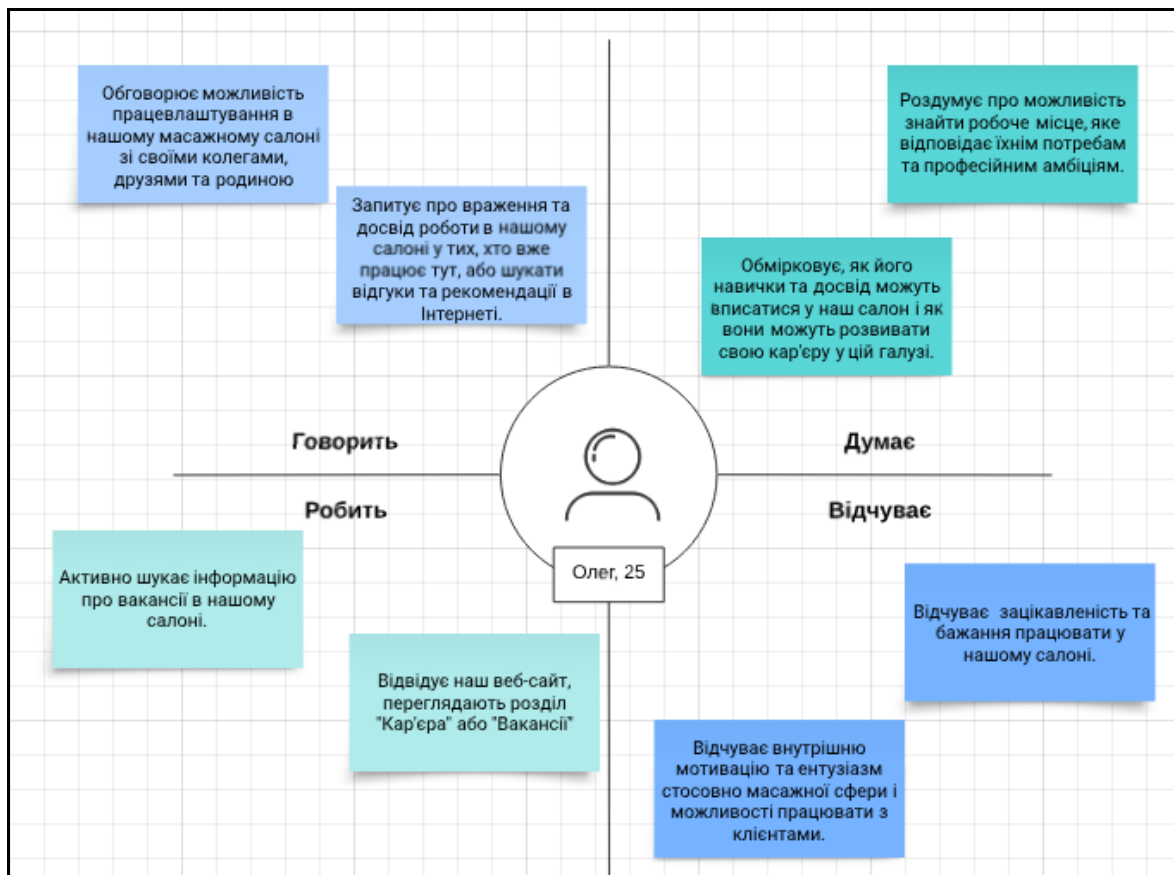 Обговорює можливість
працевлаштування в
нашому масажному салоні
зі своїми колегами,
друзями та родиною
Запитує про враження та
досвід роботи в нашому
салоні у тих, хто вже
працює тут, або шукати
відгуки та рекомендації в
Інтернеті.
Роздумує про можливість
знайти робоче місце, яке
відповідає їхнім потребам
та професійним амбіціям.
Обмірковує, як його
навички та досвід можуть
вписатися у наш салон і як
вони можуть розвивати
свою кар'єру у цій галузі.
Говорить
Думає
Робить
Відчуває
Олег, 25
Активно шукає інформацію
про вакансії в нашому
салоні.
Відвідує наш веб-сайт,
переглядають розділ
"Кар'єра" або "Вакансії"
Відчуває зацікавленість та
бажання працювати у
нашому салоні.
Відчуває внутрішню
мотивацію та ентузіазм
стосовно масажної сфери і
можливості працювати з
клієнтами.